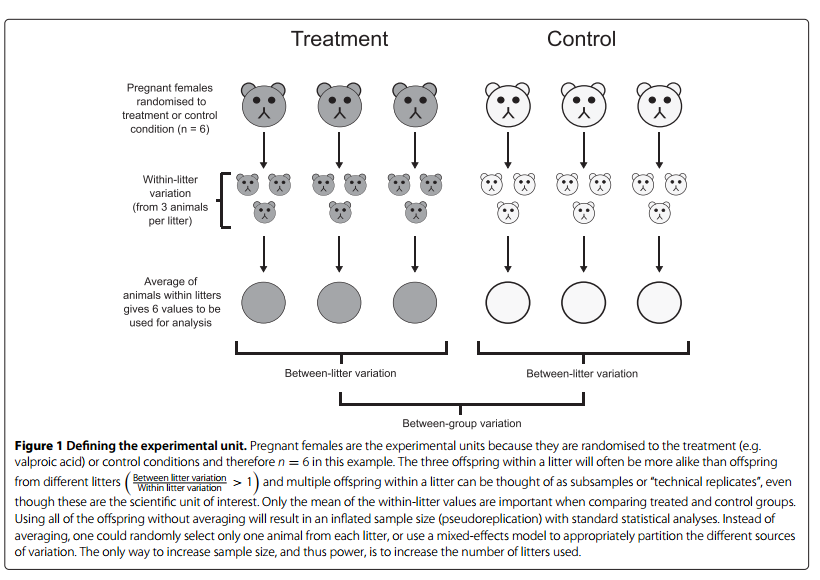 Treatment
Control
Pregnant females
randomised to
treatment or control
condition (n = 6)
Within-litter
variation
(from 3 animals
per litter)
Average of
animals within litters
gives 6 values to be
used for analysis
Between-litter variation
Between-litter variation
Between-group variation
Figure 1 Defining the experimental unit. Pregnant females are the experimental units because they are randomised to the treatment (e.g.
valproic acid) or control conditions and therefore n = 6 in this example. The three offspring within a litter will often be more alike than offspring
from different litters (Between litter variation / Within litter variation > 1) and multiple offspring within a litter can be thought of as subsamples or “technical replicates”, even
though these are the scientific unit of interest. Only the mean of the within-litter values are important when comparing treated and control groups.
Using all of the offspring without averaging will result in an inflated sample size (pseudoreplication) with standard statistical analyses. Instead of
averaging, one could randomly select only one animal from each litter, or use a mixed-effects model to appropriately partition the different sources
of variation. The only way to increase sample size, and thus power, is to increase the number of litters used.